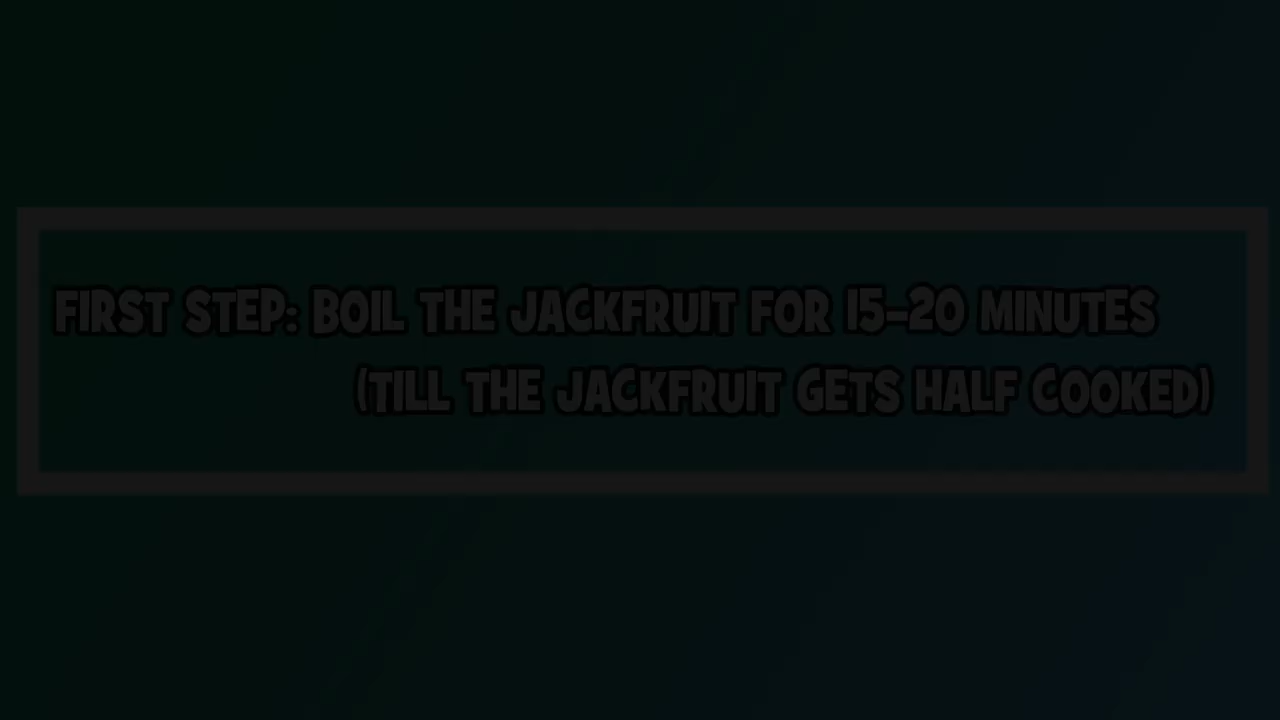 FIRST STEP: BOIL THE JACKFRUIT FOR 15-20 MINUTES
(TILL THE JACKFRUIT GETS HALF COOKED)